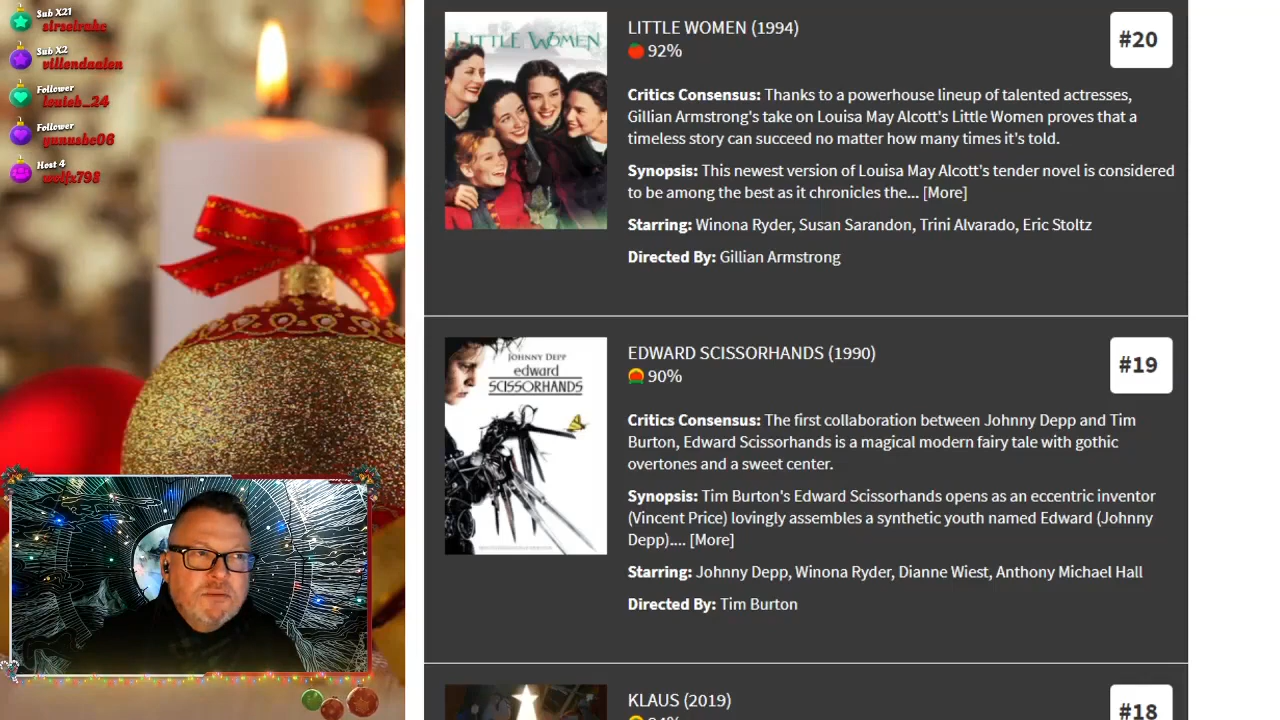 Sub X21
sirseirahc
Sub X2
villendaalen
Follower
louieh_24
Follower
yunusbe06
Host 4
wolfx798
LITTLE WOMEN
LITTLE WOMEN (1994)
92%
#20
Critics Consensus: Thanks to a powerhouse lineup of talented actresses,
Gillian Armstrong's take on Louisa May Alcott's Little Women proves that a
timeless story can succeed no matter how many times it's told.
Synopsis: This newest version of Louisa May Alcott's tender novel is considered
to be among the best as it chronicles the... [More]
Starring: Winona Ryder, Susan Sarandon, Trini Alvarado, Eric Stoltz
Directed By: Gillian Armstrong
JOHNNY DEPP
edward
SCISSORHANDS
EDWARD SCISSORHANDS (1990)
90%
#19
Critics Consensus: The first collaboration between Johnny Depp and Tim
Burton, Edward Scissorhands is a magical modern fairy tale with gothic
overtones and a sweet center.
Synopsis: Tim Burton's Edward Scissorhands opens as an eccentric inventor
(Vincent Price) lovingly assembles a synthetic youth named Edward (Johnny
Depp).... [More]
Starring: Johnny Depp, Winona Ryder, Dianne Wiest, Anthony Michael Hall
Directed By: Tim Burton
KLAUS (2019)
#18